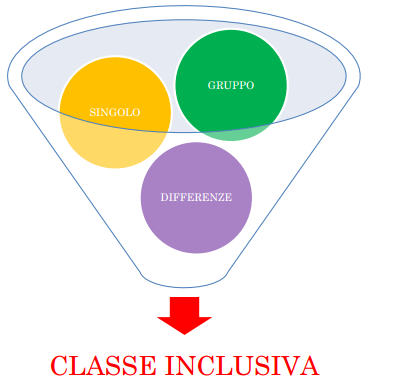 GRUPPO
SINGOLO
DIFFERENZE
CLASSE INCLUSIVA